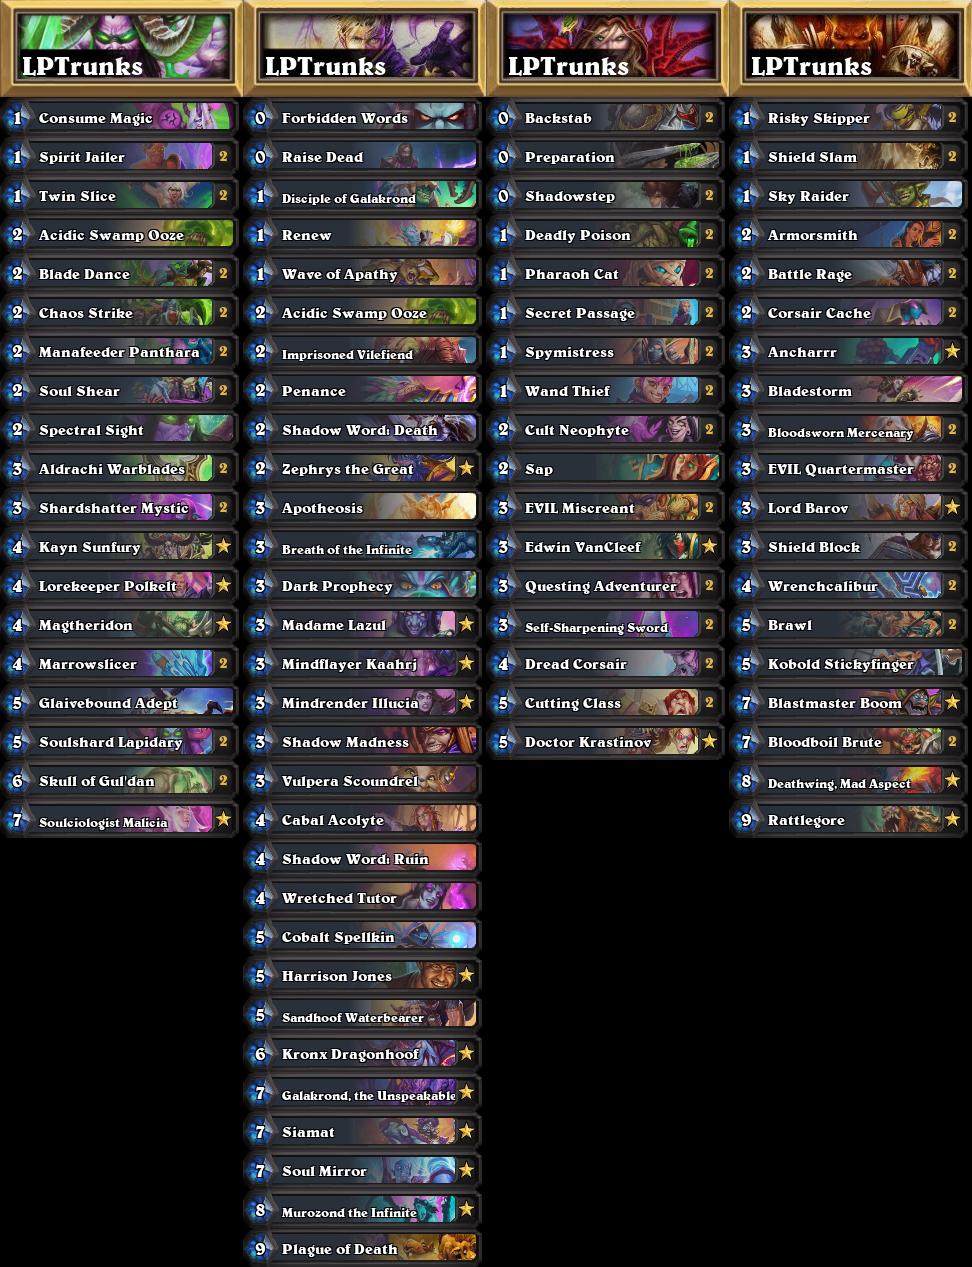 LPTrunks
1 Consume Magic
1 Spirit Jailer 2
1 Twin Slice 2
2 Acidic Swamp Ooze
2 Blade Dance 2
2 Chaos Strike 2
2 Manafeeder Panthara 2
2 Soul Shear 2
2 Spectral Sight
3 Aldrachi Warblades 2
3 Shardshatter Mystic 2
4 Kayn Sunfury
4 Lorekeeper Polkelt
4 Magtheridon
4 Marrowslicer 2
5 Glaivebound Adept
5 Soulshard Lapidary 2
6 Skull of Gul'dan 2
7 Soulciologist Malicia
LPTrunks
0 Forbidden Words
0 Raise Dead
1 Disciple of Galakrond
1 Renew
1 Wave of Apathy
2 Acidic Swamp Ooze
2 Imprisoned Vilefiend
2 Penance
2 Shadow Word: Death
2 Zephrys the Great
3 Apotheosis
3 Breath of the Infinite
3 Dark Prophecy
3 Madame Lazul
3 Mindflayer Kaahrj
3 Mindrender Illucia
3 Shadow Madness
3 Vulpera Scoundrel
4 Cabal Acolyte
4 Shadow Word: Ruin
4 Wretched Tutor
5 Cobalt Spellkin
5 Harrison Jones
5 Sandhoof Waterbearer
6 Kronx Dragonhoof
7 Galakrond, the Unspeakable
7 Siamat
7 Soul Mirror
8 Murozond the Infinite
9 Plague of Death
LPTrunks
0 Backstab 2
0 Preparation
0 Shadowstep 2
1 Deadly Poison 2
1 Pharaoh Cat 2
1 Secret Passage 2
1 Spymistress 2
1 Wand Thief 2
2 Cult Neophyte 2
2 Sap
3 EVIL Miscreant 2
3 Edwin VanCleef
3 Questing Adventurer 2
3 Self-Sharpening Sword 2
4 Dread Corsair 2
5 Cutting Class 2
5 Doctor Krastinov
LPTrunks
1 Risky Skipper 2
1 Shield Slam 2
1 Sky Raider
2 Armorsmith 2
2 Battle Rage 2
2 Corsair Cache 2
3 Ancharrr
3 Bladestorm
3 Bloodsworn Mercenary 2
3 EVIL Quartermaster 2
3 Lord Barov
3 Shield Block 2
4 Wrenchcalibur 2
5 Brawl 2
5 Kobold Stickyfinger
7 Blastmaster Boom
7 Bloodboil Brute 2
8 Deathwing, Mad Aspect
9 Rattlegore